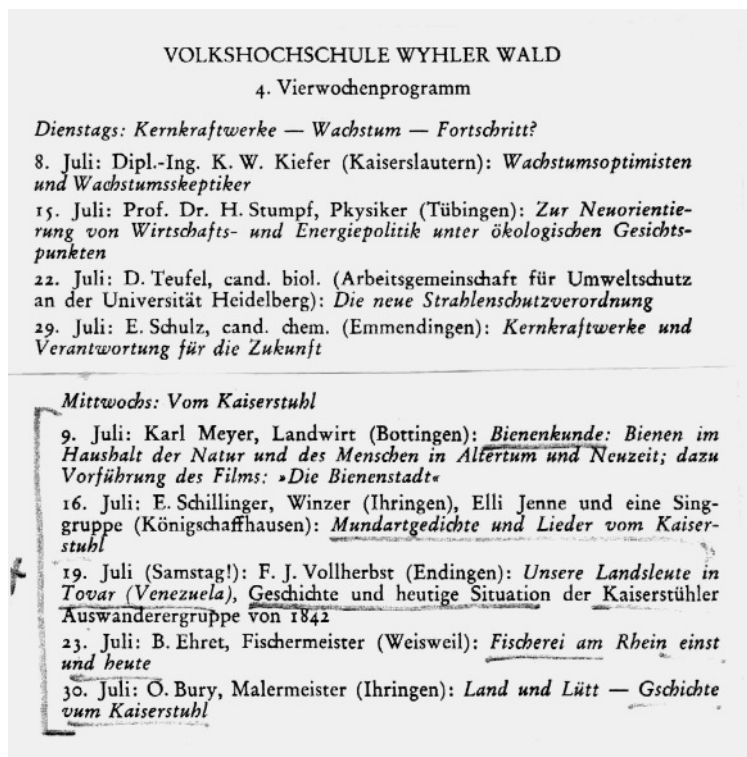 VOLKSHOCHSCHULE WYHLER WALD
4. Vierwochenprogramm
Dienstags: Kernkraftwerke — Wachstum — Fortschritt?
8. Juli: Dipl.-Ing. K. W. Kiefer (Kaiserslautern): Wachstumsoptimisten
und Wachstumsskeptiker
15. Juli: Prof. Dr. H. Stumpf, Pkysiker (Tübingen): Zur Neuorientie-
rung von Wirtschafts- und Energiepolitik unter ökologischen Gesichts-
punkten
22. Juli: D. Teufel, cand. biol. (Arbeitsgemeinschaft für Umweltschutz
an der Universität Heidelberg): Die neue Strahlenschutzverordnung
29. Juli: E. Schulz, cand. chem. (Emmendingen): Kernkraftwerke und
Verantwortung für die Zukunft
Mittwochs: Vom Kaiserstuhl
9. Juli: Karl Meyer, Landwirt (Bottingen): Bienenkunde: Bienen im
Haushalt der Natur und des Menschen in Altertum und Neuzeit; dazu
Vorführung des Films: »Die Bienenstadt«
16. Juli: E. Schillinger, Winzer (Ihringen), Elli Jenne und eine Sing-
gruppe (Königschaffhausen): Mundartgedichte und Lieder vom Kaiser-
stuhl
19. Juli (Samstag!): F. J. Vollherbst (Endingen): Unsere Landsleute in
Tovar (Venezuela), Geschichte und heutige Situation der Kaiserstühler
Auswanderergruppe von 1842
23. Juli: B. Ehret, Fischermeister (Weisweil): Fischerei am Rhein einst
und heute
30. Juli: O. Bury, Malermeister (Ihringen): Land und Lütt — Gschichte
vum Kaiserstuhl